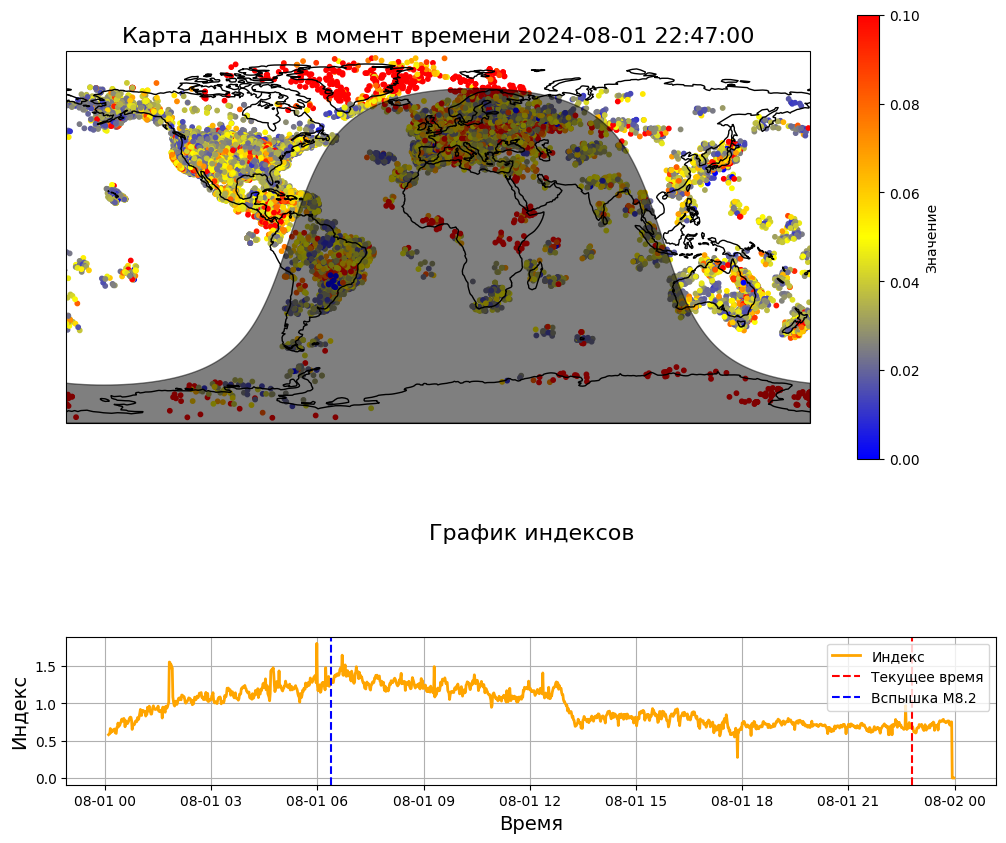 Карта данных в момент времени 2024-08-01 22:47:00
0.10
0.08
0.06
0.04
0.02
0.00
Значение
График индексов
Индекс
1.5
1.0
0.5
0.0
Индекс
Текущее время
Вспышка M8.2
08-01 00
08-01 03
08-01 06
08-01 09
08-01 12
08-01 15
08-01 18
08-01 21
08-02 00
Время